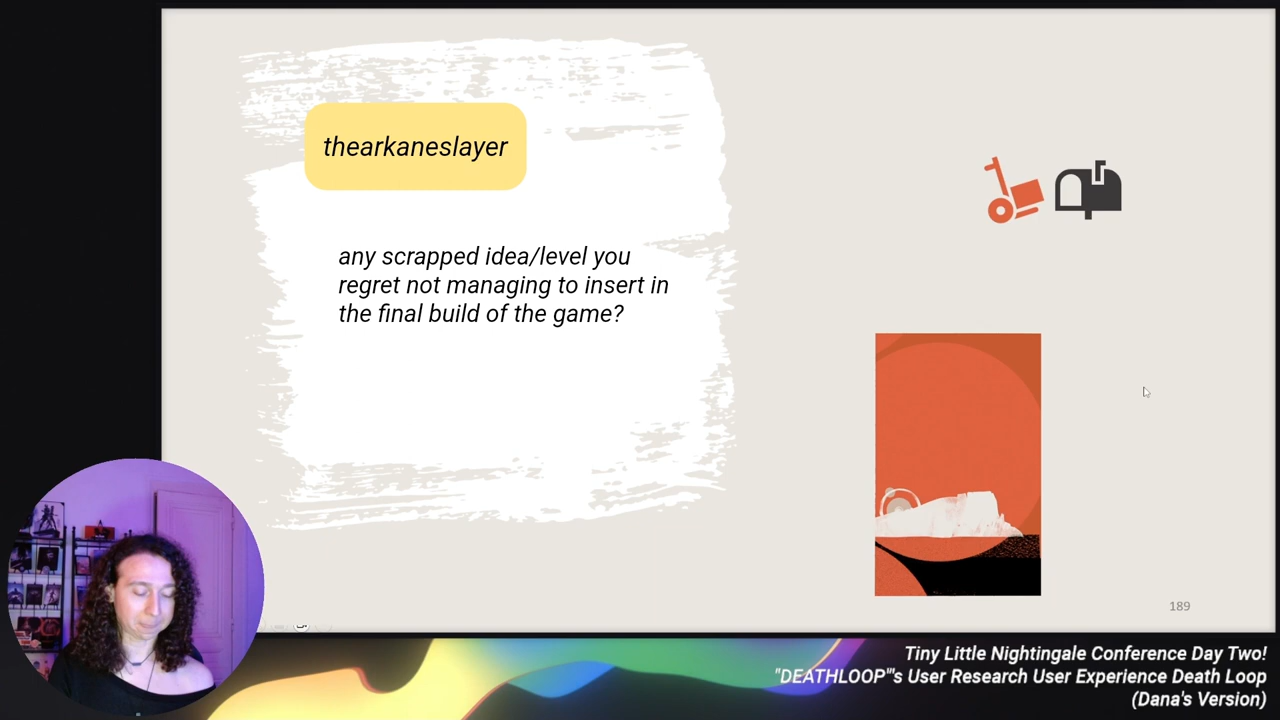 thearkaneslayer
any scrapped idea/level you
regret not managing to insert in
the final build of the game?
189
Tiny Little Nightingale Conference Day Two!
"DEATHLOOP"'s User Research User Experience Death Loop
(Dana's Version)